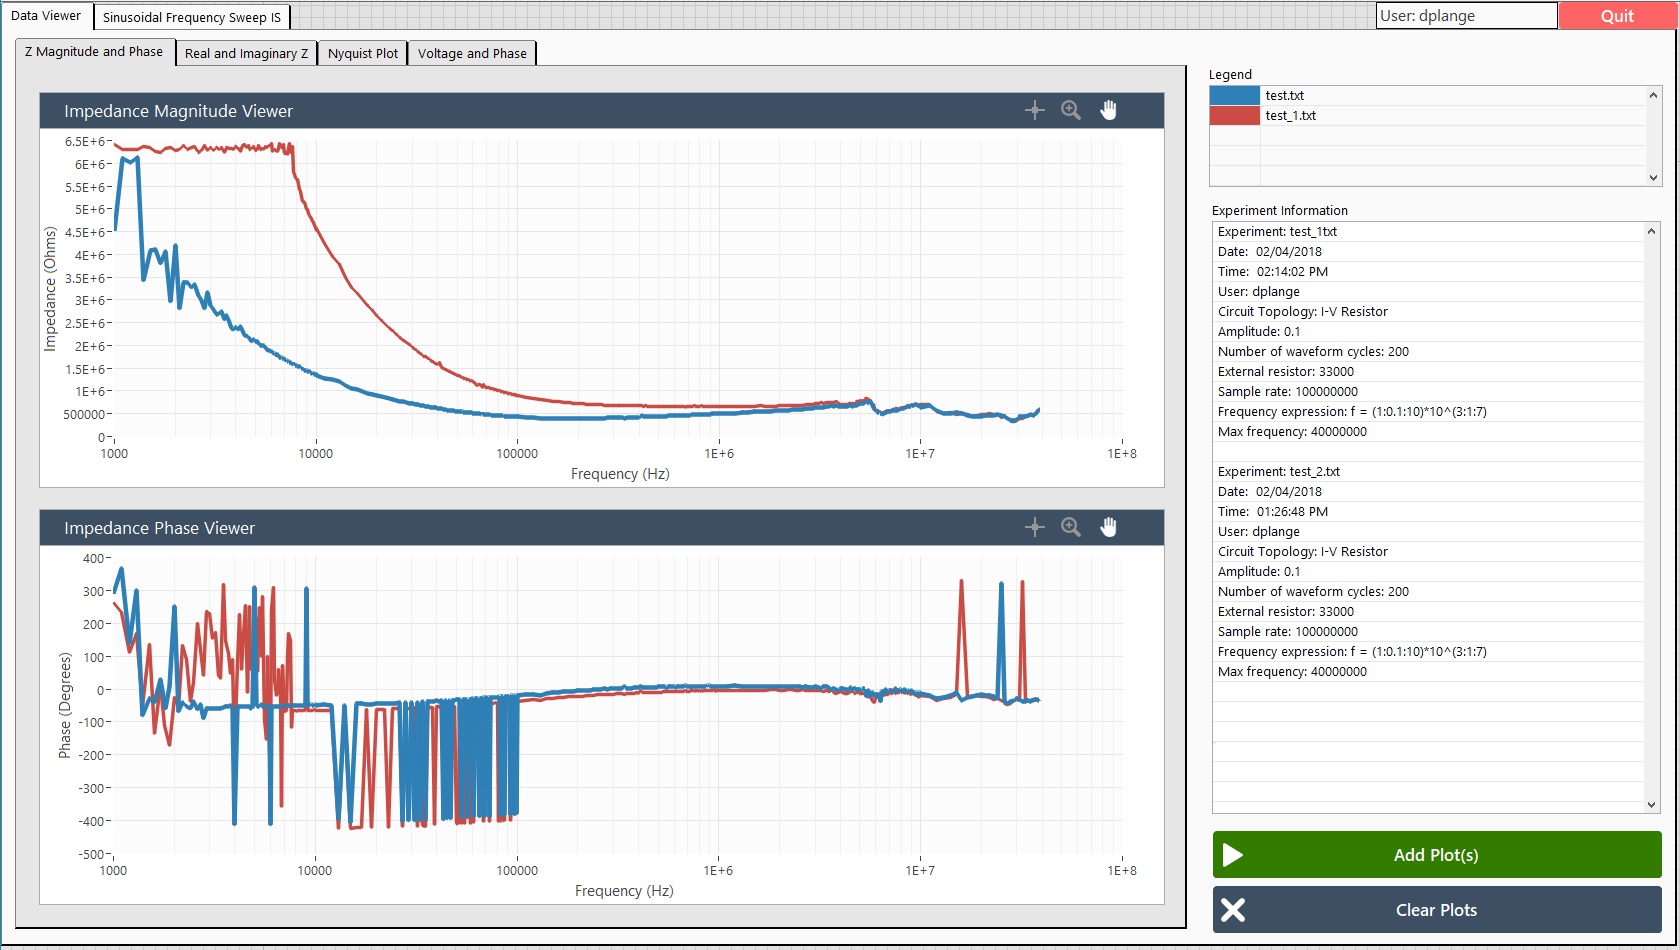 Data Viewer
Sinusoidal Frequency Sweep IS
User: dplange
Quit
Z Magnitude and Phase
Real and Imaginary Z
Nyquist Plot
Voltage and Phase
Impedance Magnitude Viewer
6.5E+6
6E+6
5.5E+6
5E+6
4.5E+6
4E+6
3.5E+6
3E+6
2.5E+6
2E+6
1.5E+6
1E+6
500000
0
Impedance (Ohms)
1000
10000
100000
1E+6
1E+7
1E+8
Frequency (Hz)
Impedance Phase Viewer
400
300
200
100
0
-100
-200
-300
-400
-500
Phase (Degrees)
1000
10000
100000
1E+6
1E+7
1E+8
Frequency (Hz)
Legend
test.txt
test_1.txt
Experiment Information
Experiment: test_1txt
Date: 02/04/2018
Time: 02:14:02 PM
User: dplange
Circuit Topology: I-V Resistor
Amplitude: 0.1
Number of waveform cycles: 200
External resistor: 33000
Sample rate: 100000000
Frequency expression: f = (1:0.1:10)*10^(3:1:7)
Max frequency: 40000000
Experiment: test_2.txt
Date: 02/04/2018
Time: 01:26:48 PM
User: dplange
Circuit Topology: I-V Resistor
Amplitude: 0.1
Number of waveform cycles: 200
External resistor: 33000
Sample rate: 100000000
Frequency expression: f = (1:0.1:10)*10^(3:1:7)
Max frequency: 40000000
Add Plot(s)
Clear Plots